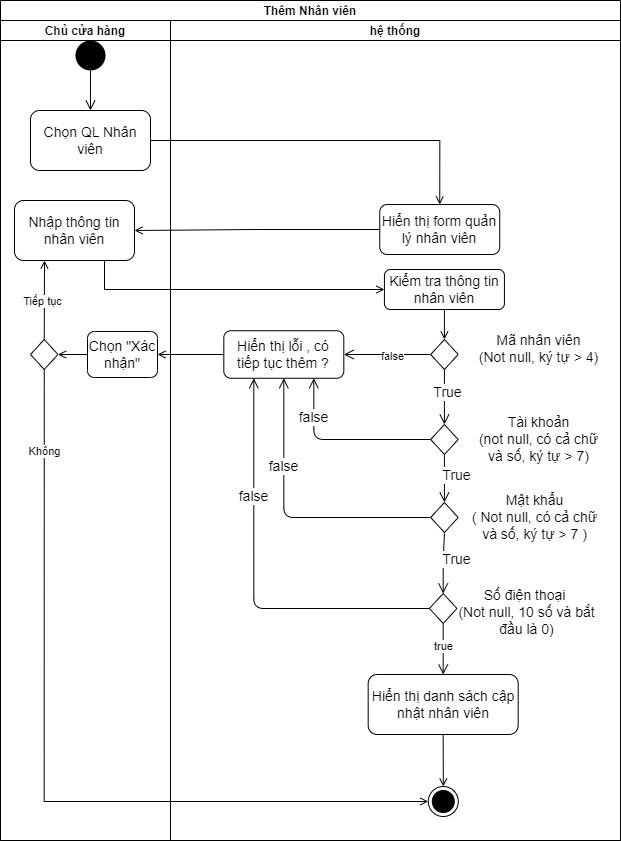 Thêm Nhân viên
Chủ cửa hàng
hệ thống
Chọn QL Nhân
viên
Nhập thông tin
nhân viên
Hiển thị form quản
lý nhân viên
Kiểm tra thông tin
nhân viên
Tiếp tục
Chọn "Xác
nhận"
Hiển thị lỗi , có
tiếp tục thêm ?
false
Mã nhân viên
(Not null, ký tự > 4)
True
false
Tài khoản
(not null, có cả chữ
và số, ký tự > 7)
Không
false
True
false
Mật khẩu
( Not null, có cả chữ
và số, ký tự > 7 )
True
Số điện thoại
(Not null, 10 số và bắt
đầu là 0)
true
Hiển thị danh sách cập
nhật nhân viên